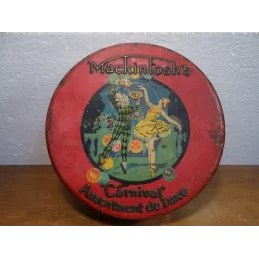 Mackintosh's
"Carnival"
Assortment de Luxe